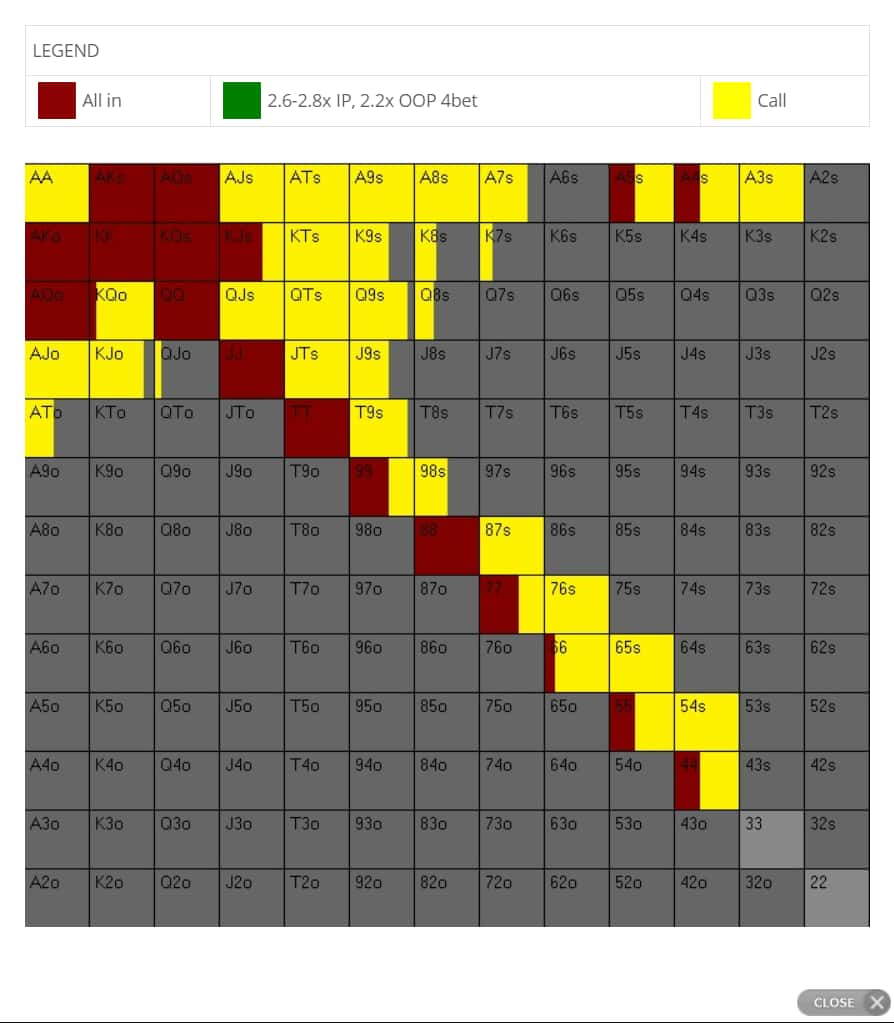 LEGEND
All in 2.6-2.8x IP, 2.2x OOP 4bet Call
AA AKs AQs AJs ATs A9s A8s A7s A6s A5s A4s A3s A2s
AKo KK KQs KJs KTs K9s K8s K7s K6s K5s K4s K3s K2s
AQo KQo QQ QJs QTs Q9s Q8s Q7s Q6s Q5s Q4s Q3s Q2s
AJo KJo QJo JJ JTs J9s J8s J7s J6s J5s J4s J3s J2s
ATo KTo QTo JTo TT T9s T8s T7s T6s T5s T4s T3s T2s
A9o K9o Q9o J9o T9o 99 98s 97s 96s 95s 94s 93s 92s
A8o K8o Q8o J8o T8o 98o 88 87s 86s 85s 84s 83s 82s
A7o K7o Q7o J7o T7o 97o 87o 77 76s 75s 74s 73s 72s
A6o K6o Q6o J6o T6o 96o 86o 76o 66 65s 64s 63s 62s
A5o K5o Q5o J5o T5o 95o 85o 75o 65o 55 54s 53s 52s
A4o K4o Q4o J4o T4o 94o 84o 74o 64o 54o 44 43s 42s
A3o K3o Q3o J3o T3o 93o 83o 73o 63o 53o 43o 33 32s
A2o K2o Q2o J2o T2o 92o 82o 72o 62o 52o 42o 32o 22
CLOSE